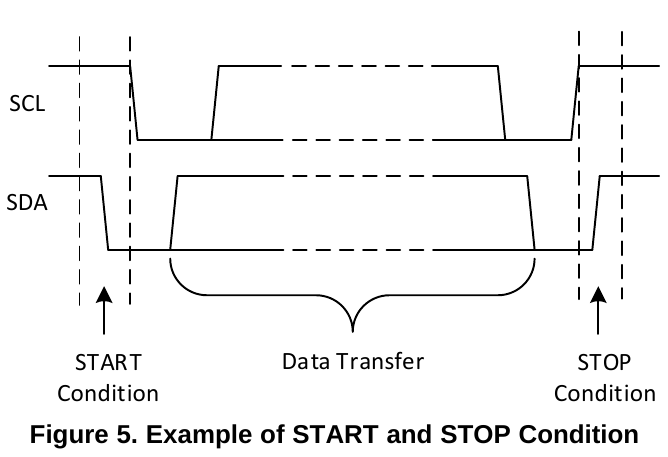 SCL
SDA
START
Condition
Data Transfer
STOP
Condition
Figure 5. Example of START and STOP Condition